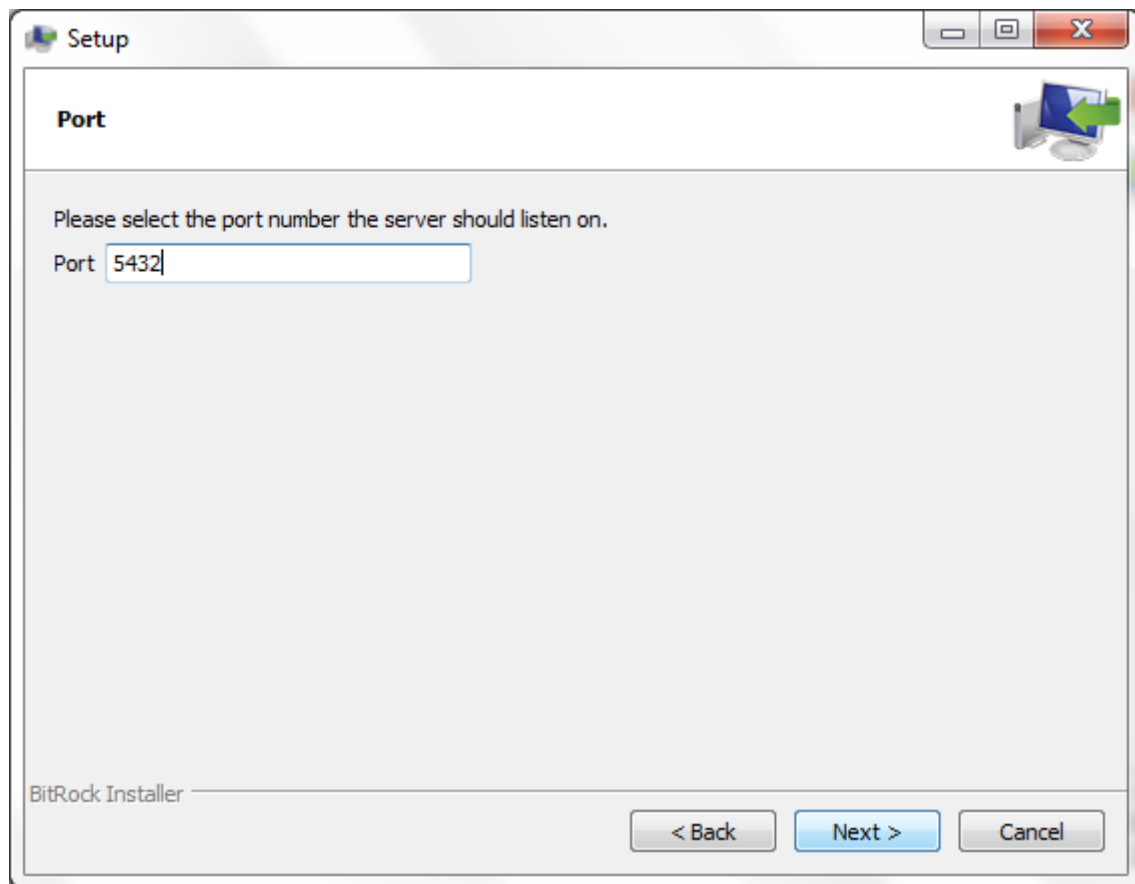 Setup
Port
Please select the port number the server should listen on.
Port 5432
BitRock Installer
< Back Next > Cancel